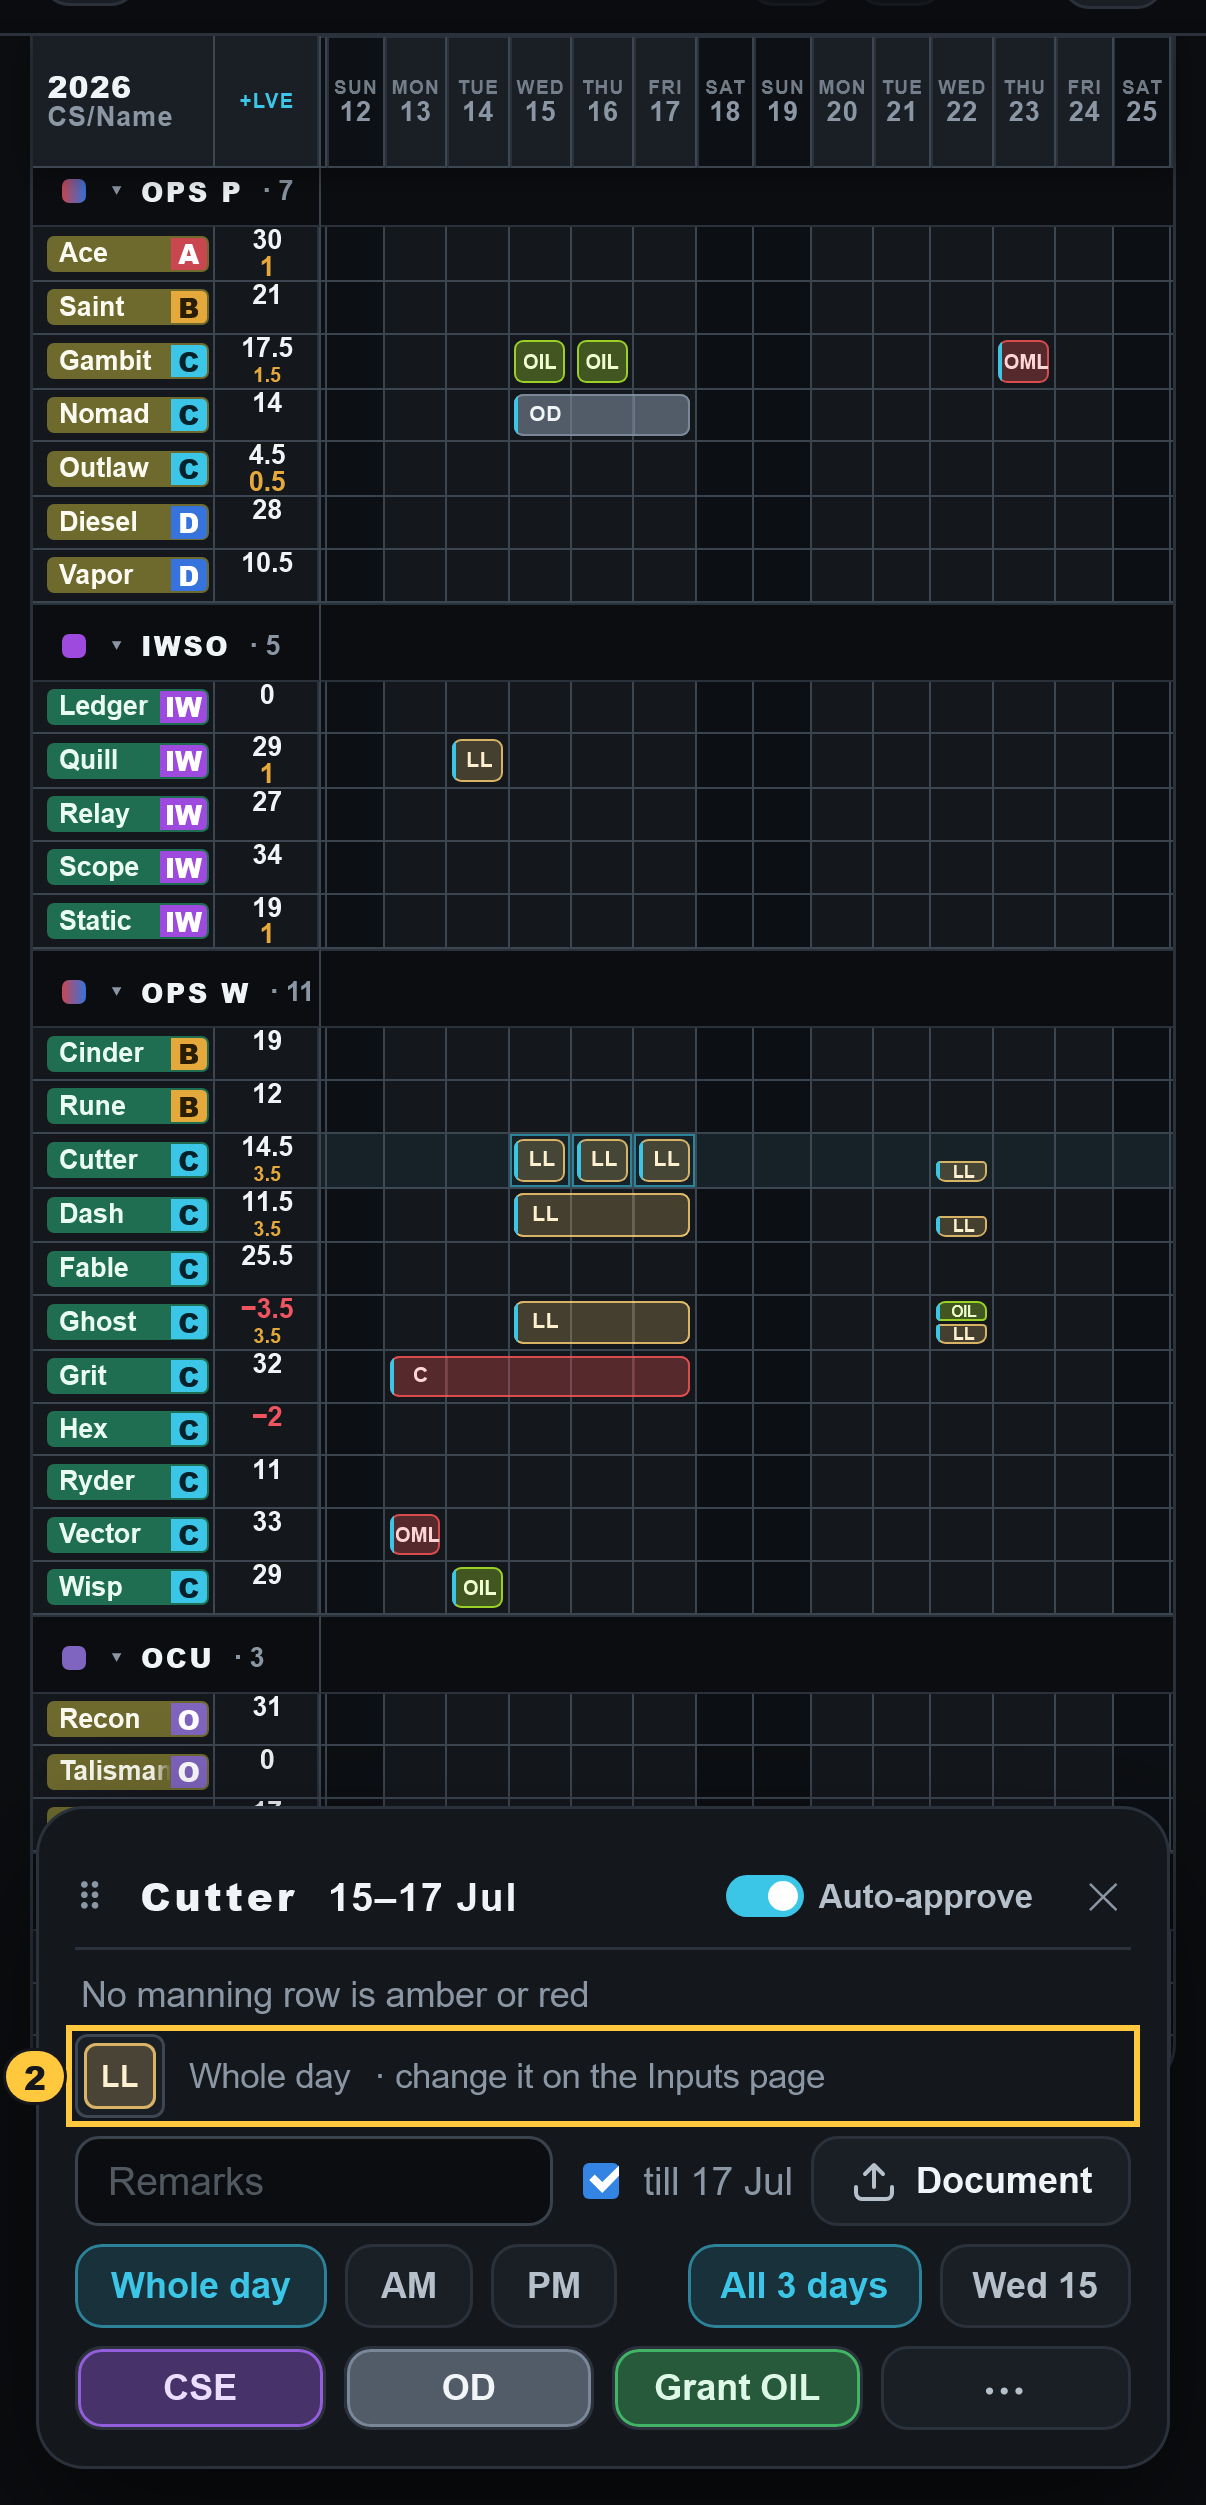 2026
CS/Name
+LVE
SUN 12
MON 13
TUE 14
WED 15
THU 16
FRI 17
SAT 18
SUN 19
MON 20
TUE 21
WED 22
THU 23
FRI 24
SAT 25
▼ OPS P · 7
Ace A 30 1
Saint B 21
Gambit C 17.5 1.5 OIL OIL OML
Nomad C 14 OD
Outlaw C 4.5 0.5
Diesel D 28
Vapor D 10.5
▼ IWSO · 5
Ledger IW 0
Quill IW 29 1 LL
Relay IW 27
Scope IW 34
Static IW 19 1
▼ OPS W · 11
Cinder B 19
Rune B 12
Cutter C 14.5 3.5 LL LL LL LL
Dash C 11.5 3.5 LL LL
Fable C 25.5
Ghost C −3.5 3.5 LL OIL LL
Grit C 32 C
Hex C −2
Ryder C 11
Vector C 33 OML
Wisp C 29 OIL
▼ OCU · 3
Recon O 31
Talisman O 0
Cutter 15–17 Jul Auto-approve
No manning row is amber or red
2 LL Whole day · change it on the Inputs page
Remarks till 17 Jul Document
Whole day AM PM All 3 days Wed 15
CSE OD Grant OIL ...